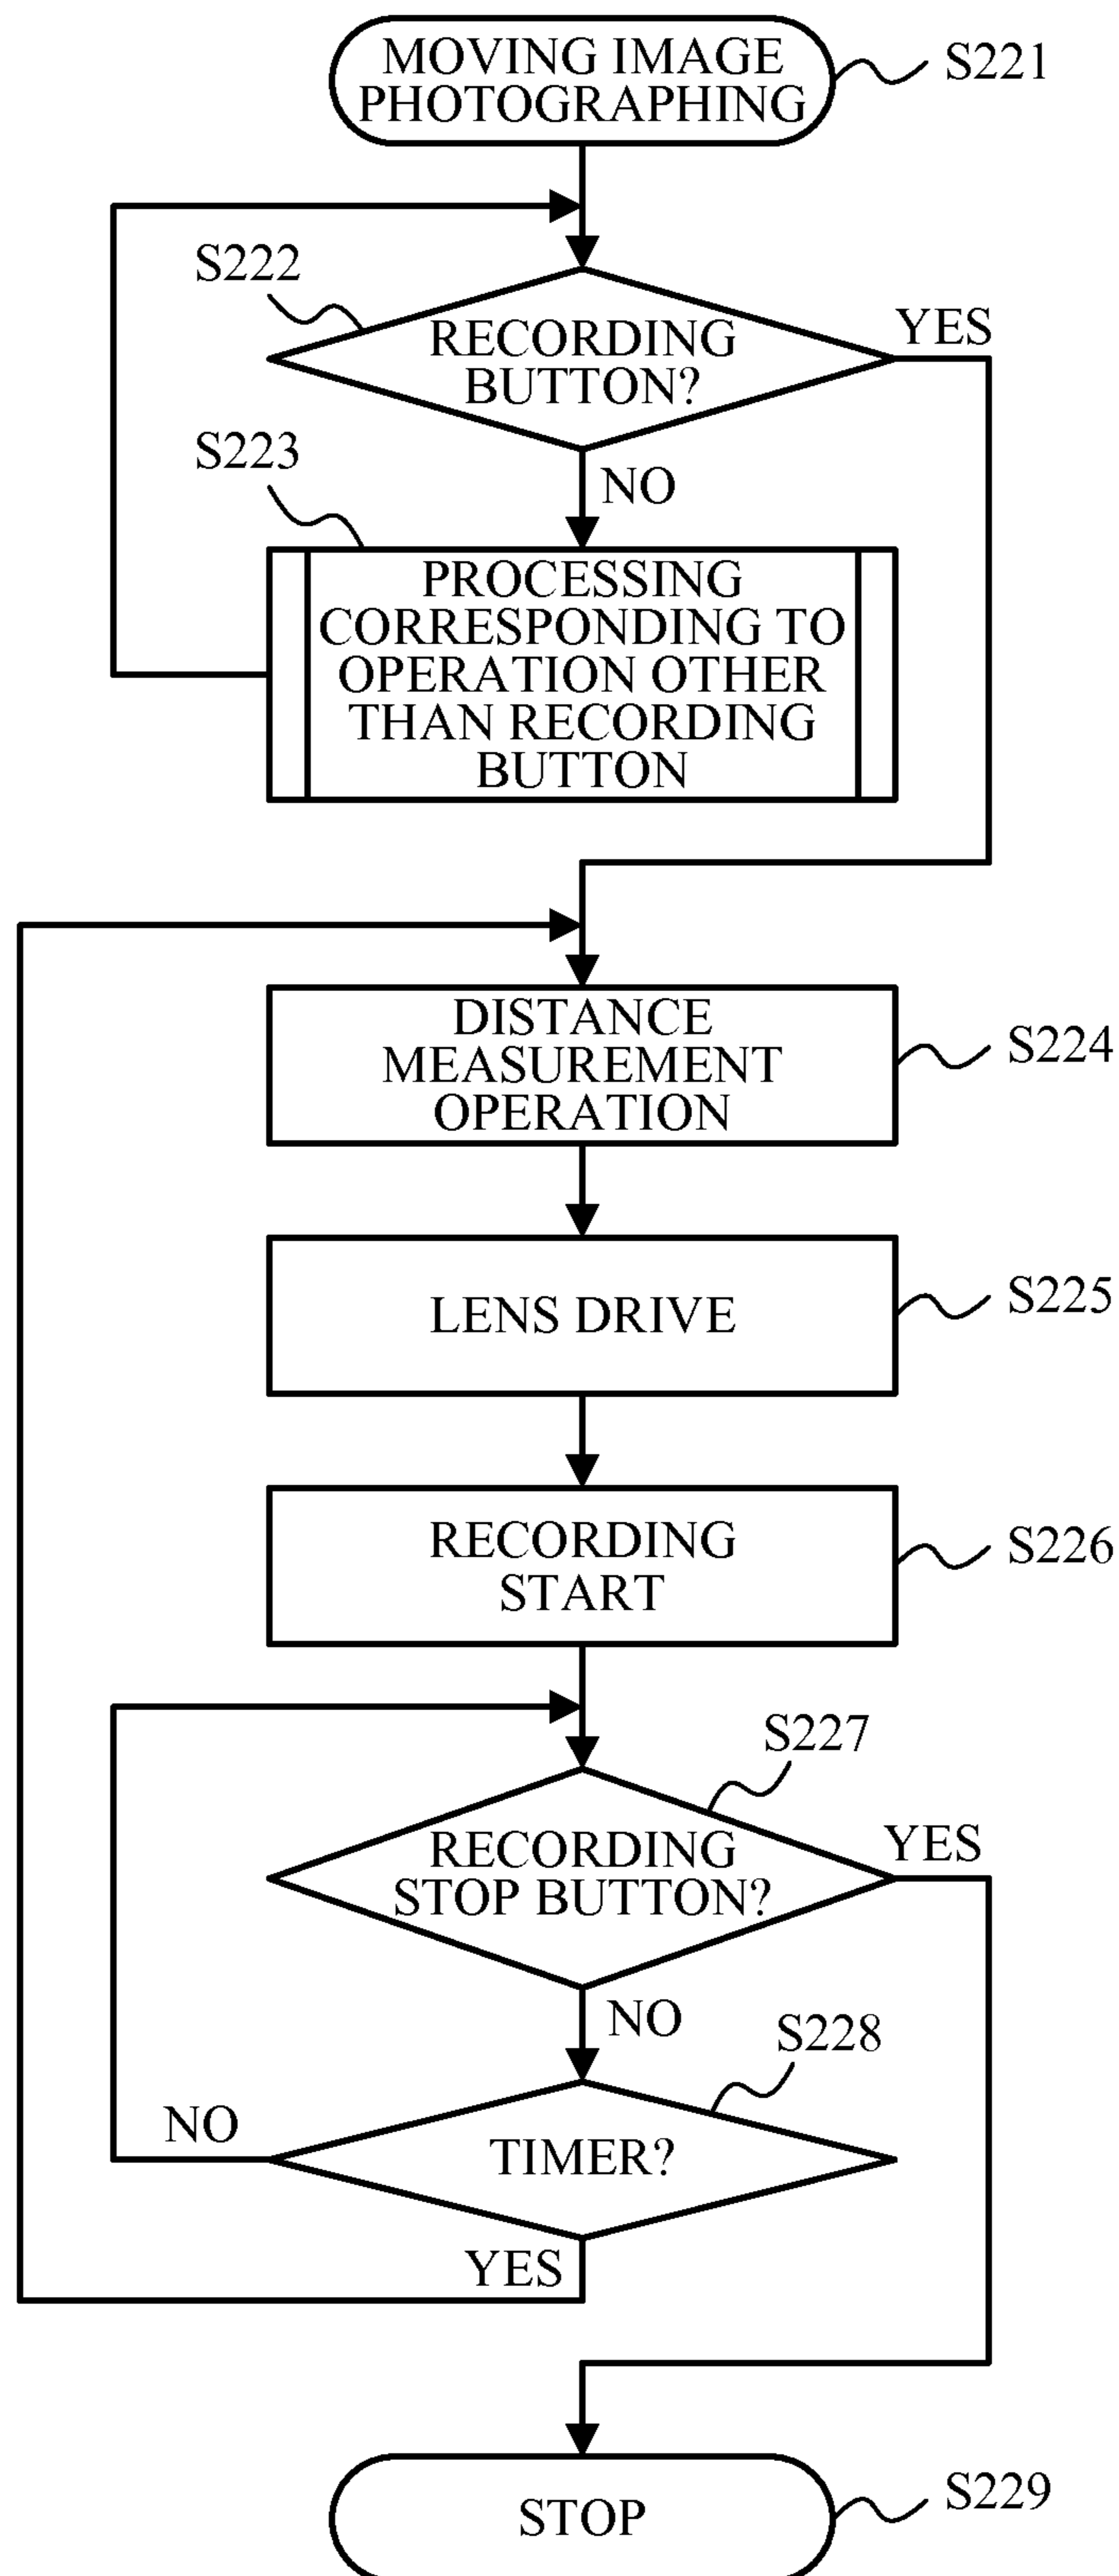 MOVING IMAGE
PHOTOGRAPHING
S221
S222
RECORDING
BUTTON?
YES
NO
S223
PROCESSING
CORRESPONDING TO
OPERATION OTHER
THAN RECORDING
BUTTON
DISTANCE
MEASUREMENT
OPERATION
S224
LENS DRIVE
S225
RECORDING
START
S226
S227
RECORDING
STOP BUTTON?
YES
NO
S228
TIMER?
NO
YES
STOP
S229